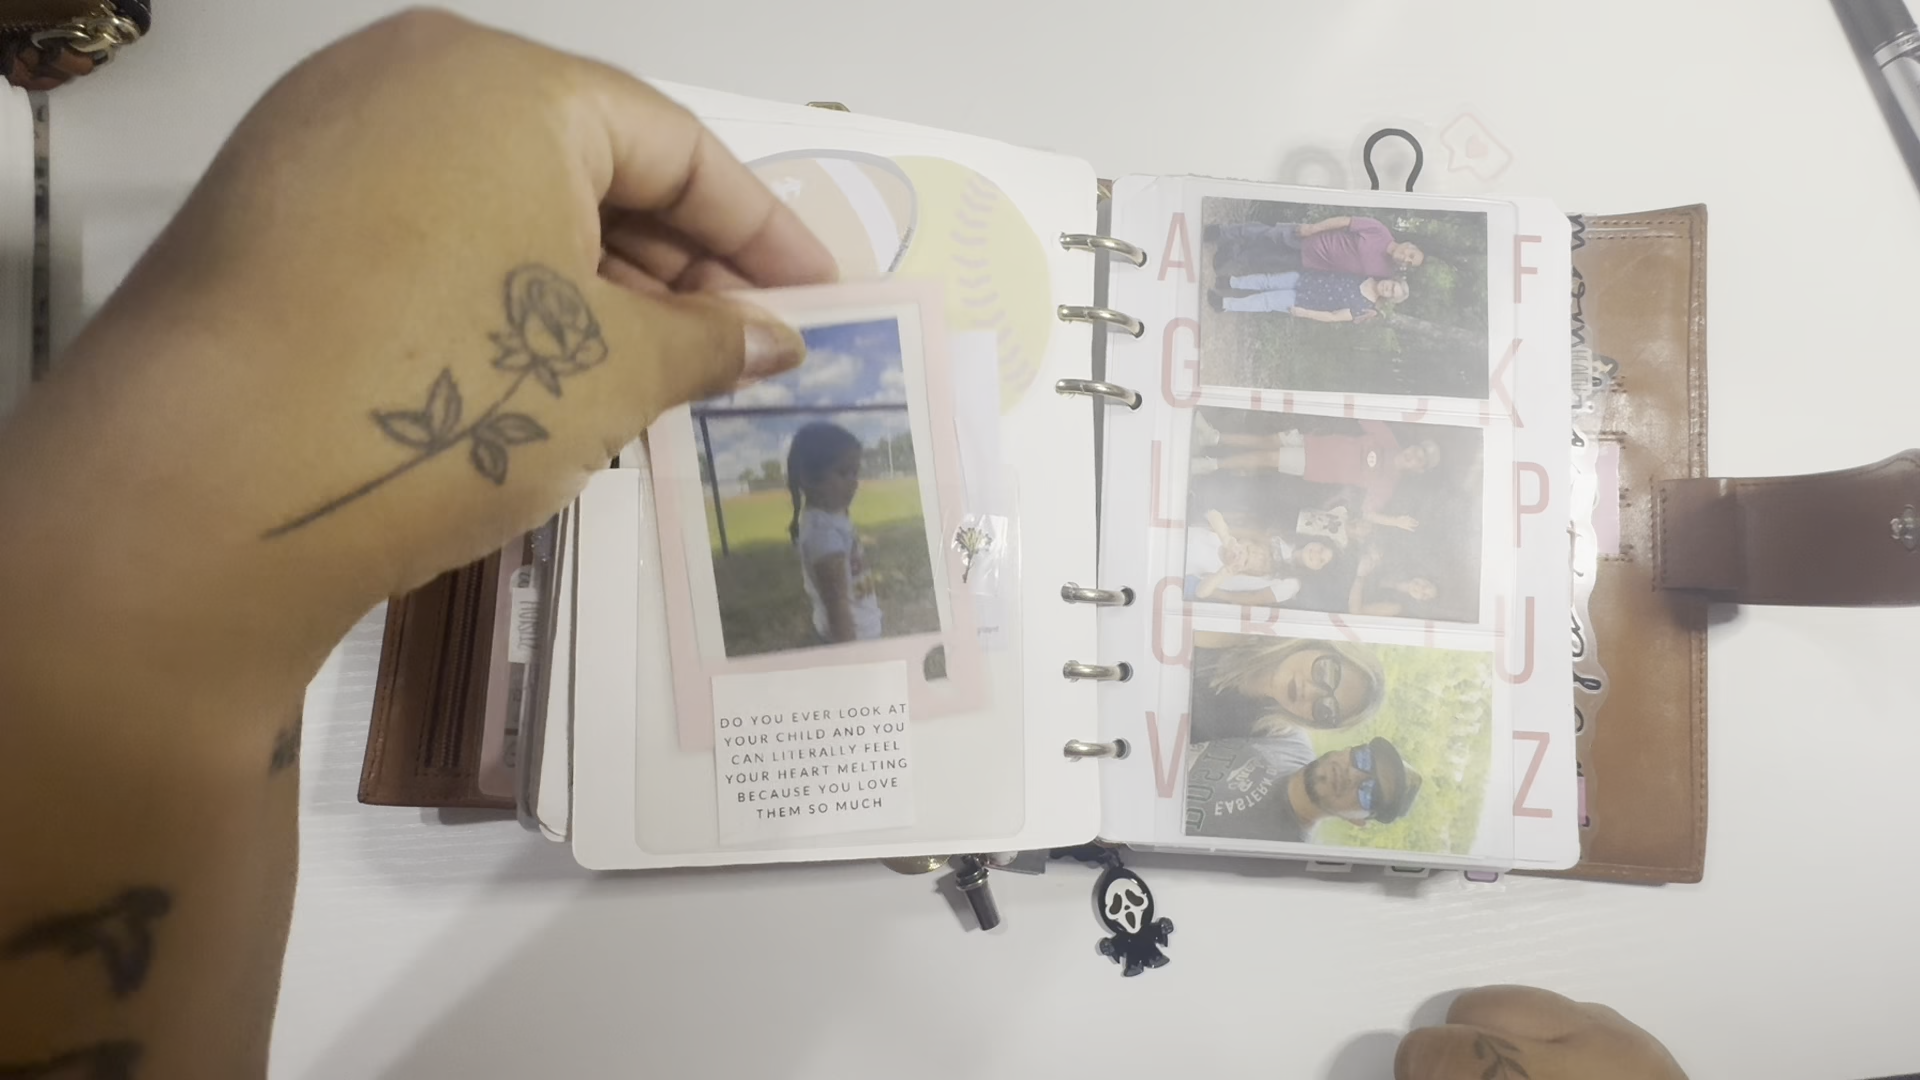 DO YOU EVER LOOK AT
YOUR CHILD AND YOU
CAN LITERALLY FEEL
YOUR HEART MELTING
BECAUSE YOU LOVE
THEM SO MUCH
A F
G H I J K
L P
Q R S T U
V Z